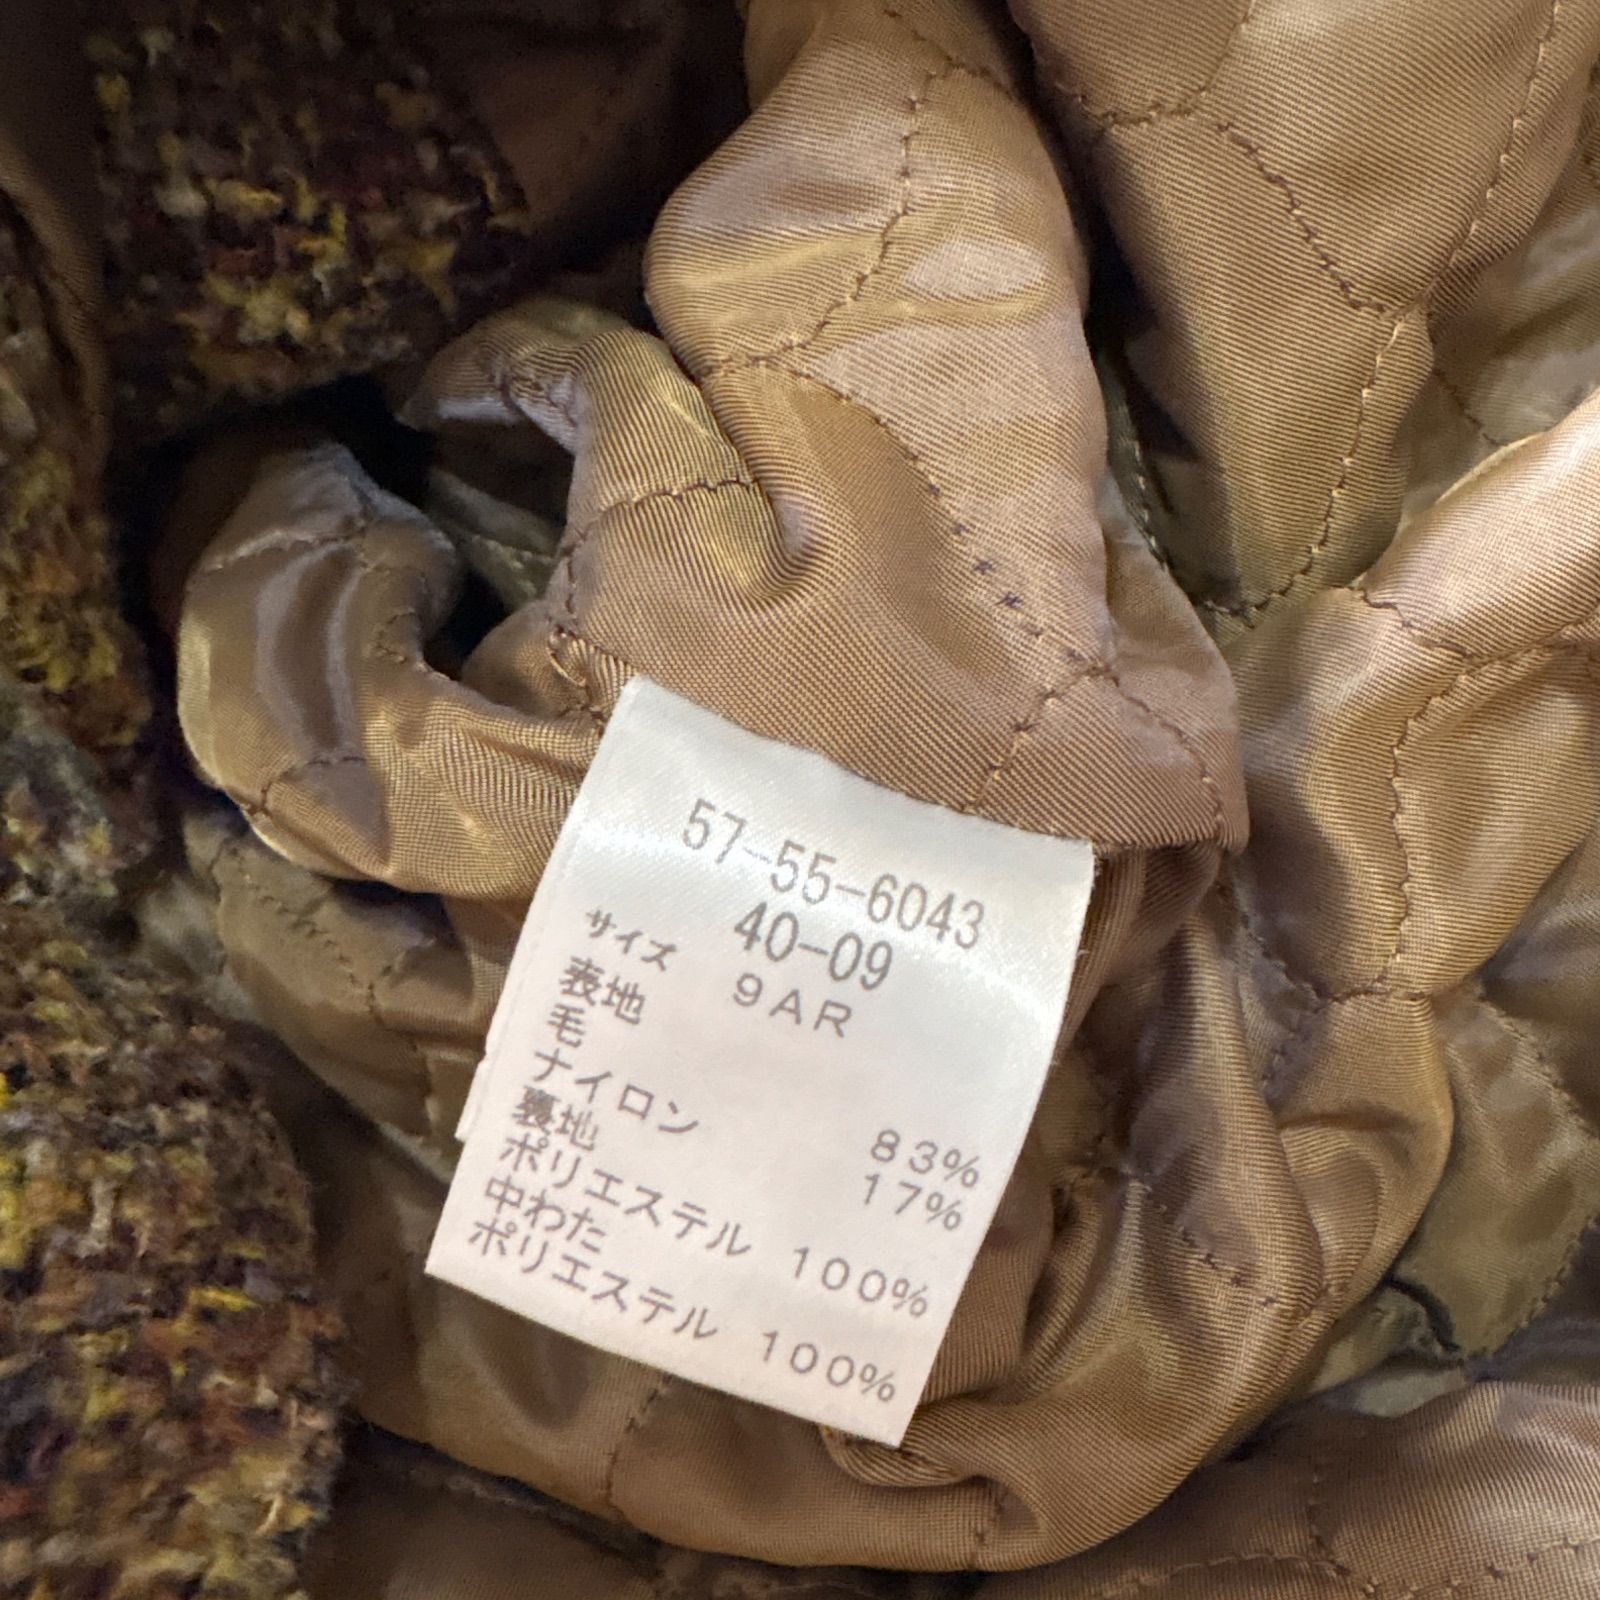 57-55-6043
40-09
サイズ 9AR
表地
毛 83%
ナイロン 17%
裏地
ポリエステル 100%
中わた
ポリエステル 100%